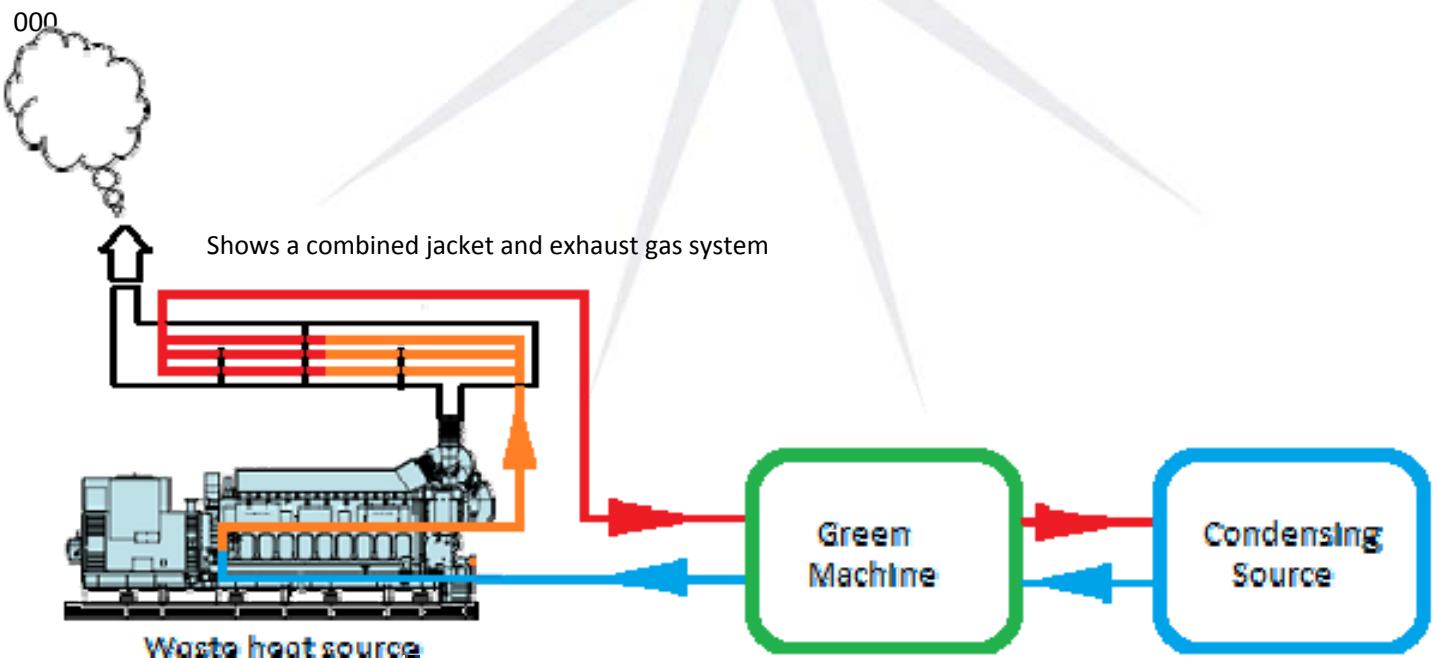 000
Shows a combined jacket and exhaust gas system
Green
Machine
Condensing
Source
Waste heat source